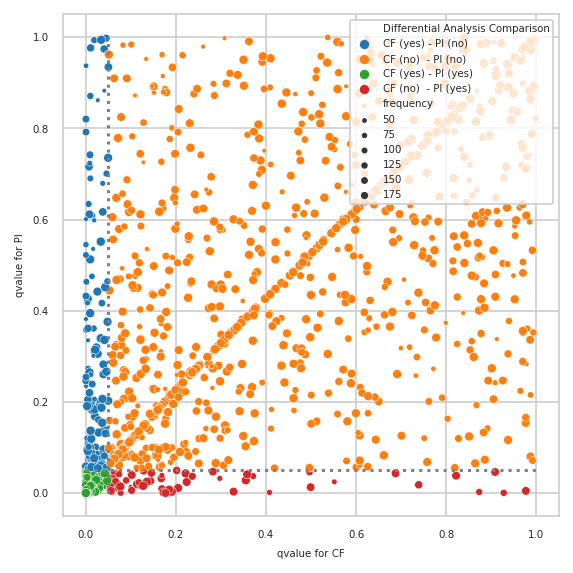 Differential Analysis Comparison
CF (yes) - PI (no)
CF (no) - PI (no)
CF (yes) - PI (yes)
CF (no) - PI (yes)
frequency
50
75
100
125
150
175
qvalue for PI
1.0
0.8
0.6
0.4
0.2
0.0
0.0 0.2 0.4 0.6 0.8 1.0
qvalue for CF